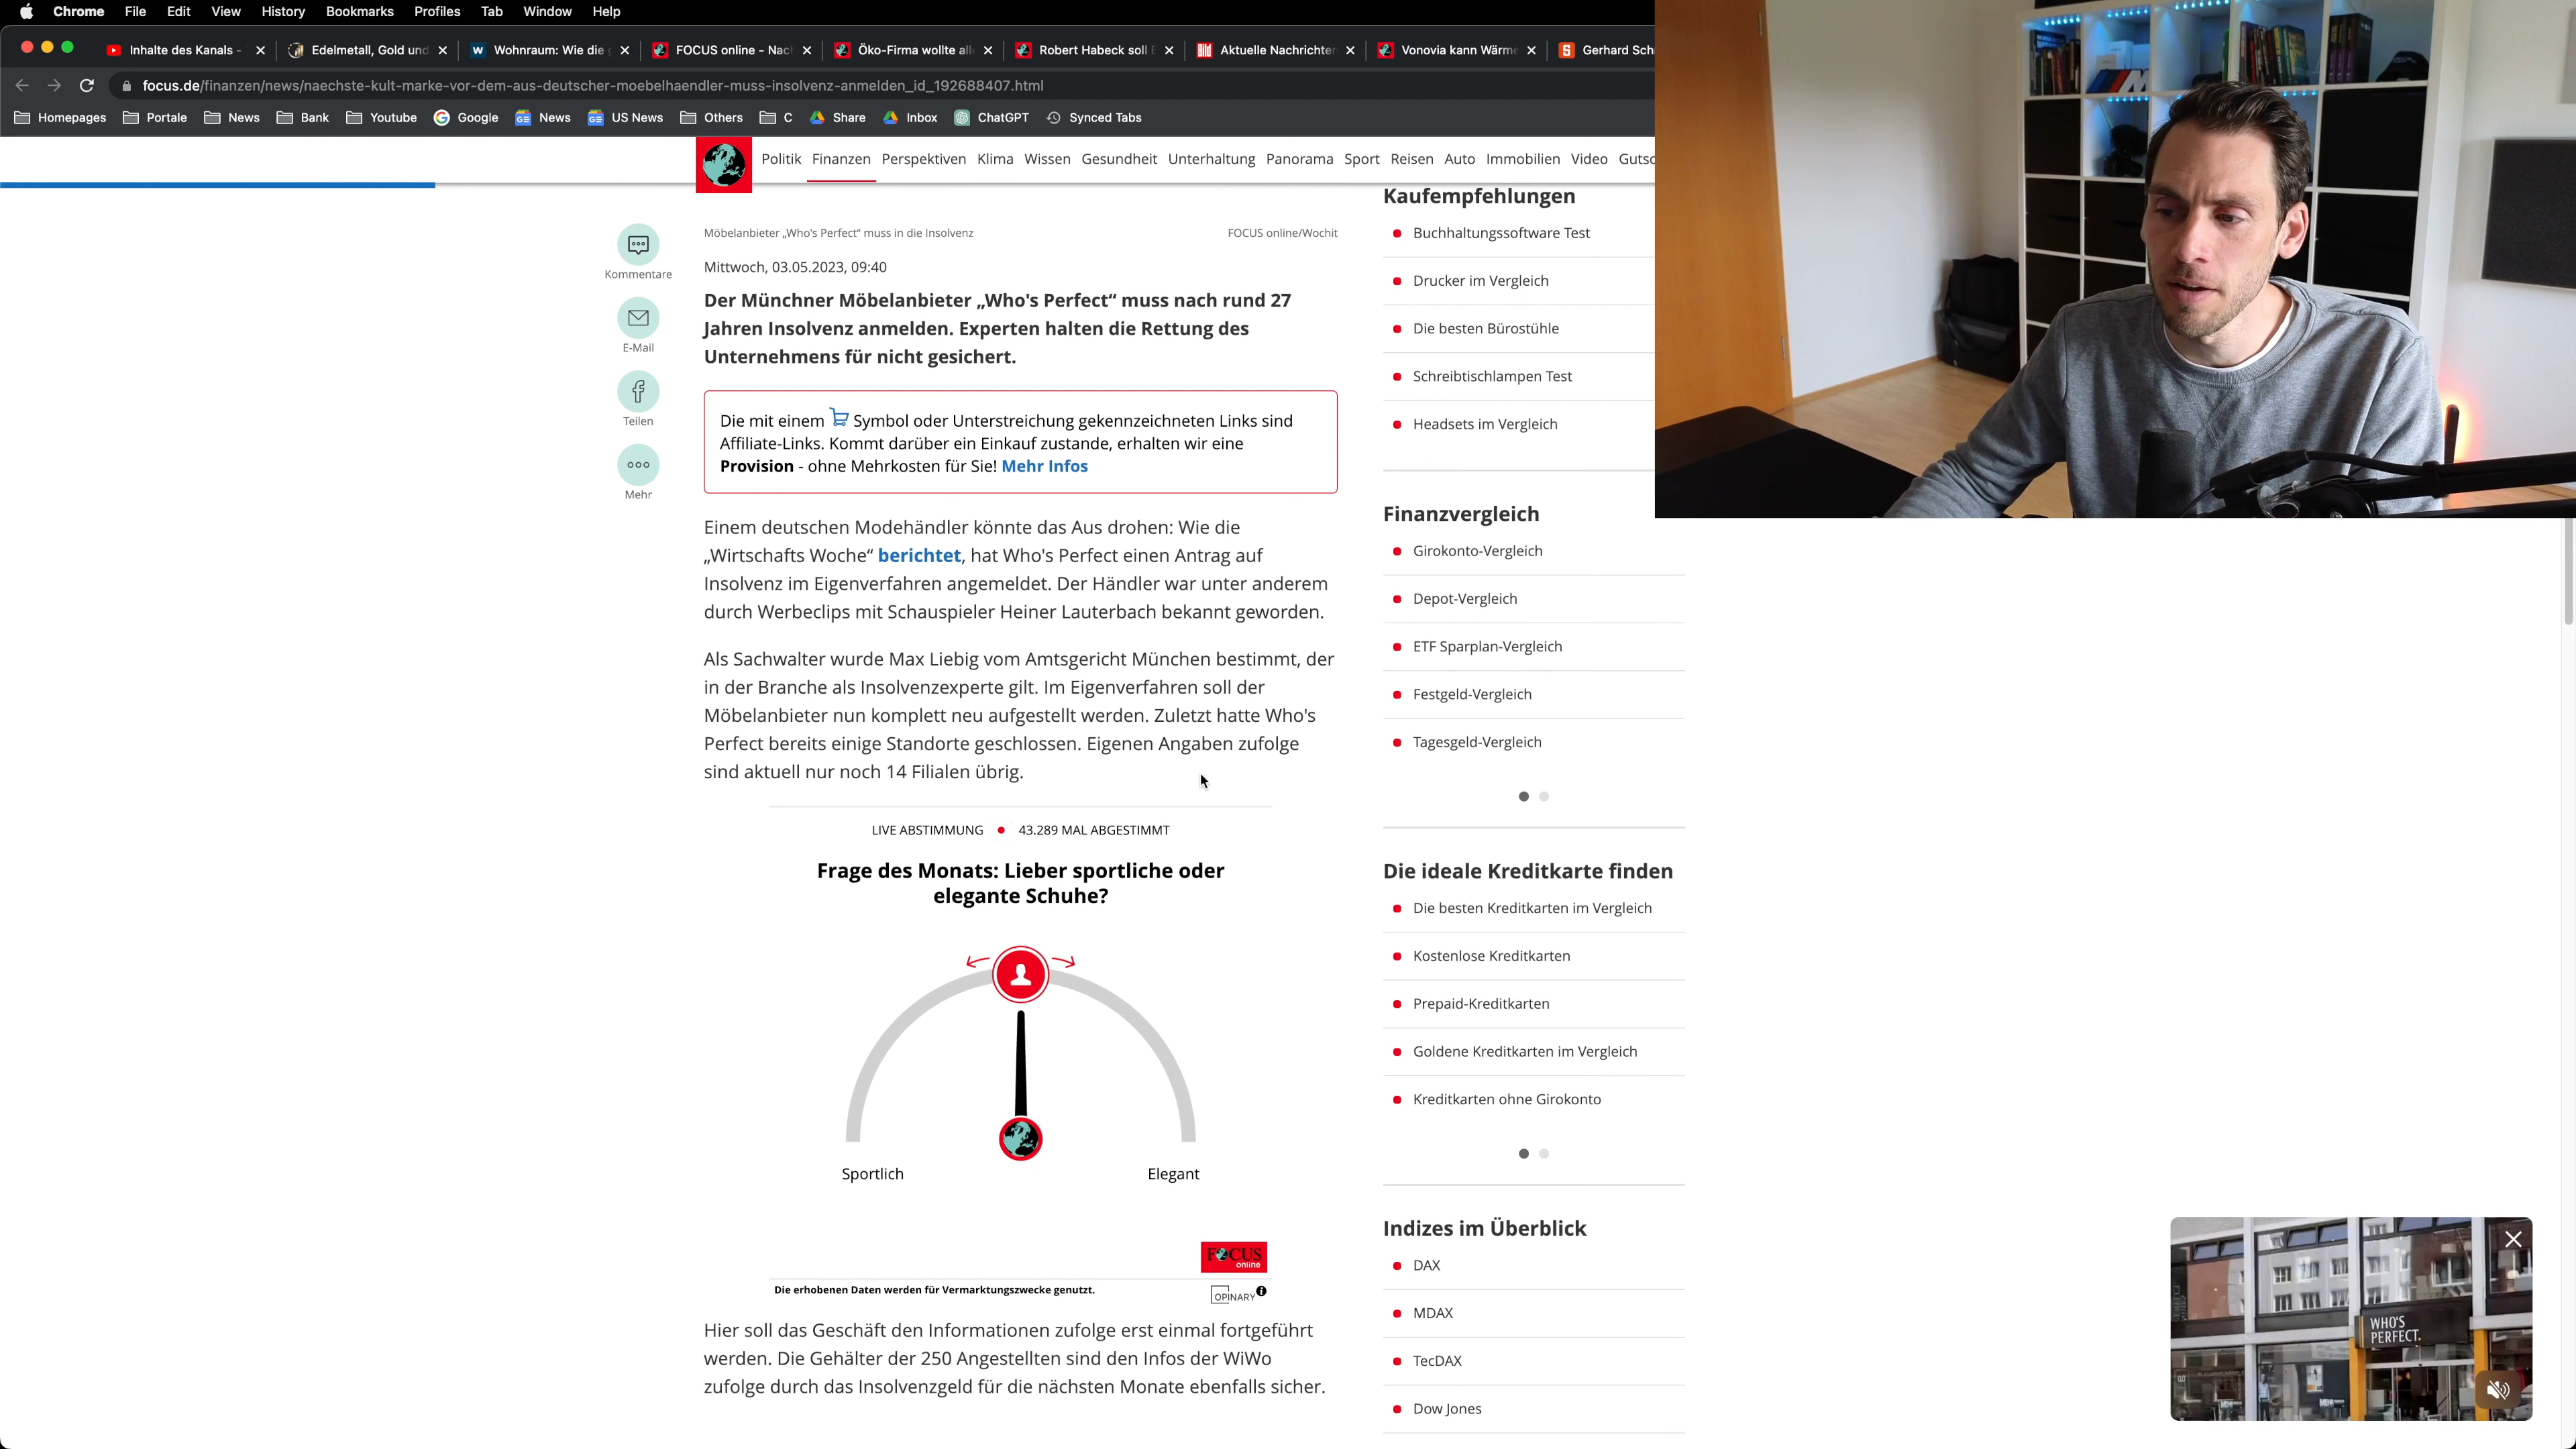 Chrome File Edit View History Bookmarks Profiles Tab Window Help
Inhalte des Kanals - Edelmetall, Gold und Wohnraum: Wie die FOCUS online - Nac Öko-Firma wollte all Robert Habeck soll E Aktuelle Nachrichte Vonovia kann Wärme Gerhard Sch
focus.de/finanzen/news/naechste-kult-marke-vor-dem-aus-deutscher-moebelhaendler-muss-insolvenz-anmelden_id_192688407.html
Homepages Portale News Bank Youtube Google News US News Others C Share Inbox ChatGPT Synced Tabs
Politik Finanzen Perspektiven Klima Wissen Gesundheit Unterhaltung Panorama Sport Reisen Auto Immobilien Video Gutsc
Kommentare
E-Mail
Teilen
Mehr
Möbelanbieter „Who's Perfect“ muss in die Insolvenz FOCUS online/Wochit
Mittwoch, 03.05.2023, 09:40
Der Münchner Möbelanbieter „Who's Perfect“ muss nach rund 27
Jahren Insolvenz anmelden. Experten halten die Rettung des
Unternehmens für nicht gesichert.
Die mit einem Symbol oder Unterstreichung gekennzeichneten Links sind
Affiliate-Links. Kommt darüber ein Einkauf zustande, erhalten wir eine
Provision - ohne Mehrkosten für Sie! Mehr Infos
Einem deutschen Modehändler könnte das Aus drohen: Wie die
„Wirtschafts Woche“ berichtet, hat Who's Perfect einen Antrag auf
Insolvenz im Eigenverfahren angemeldet. Der Händler war unter anderem
durch Werbeclips mit Schauspieler Heiner Lauterbach bekannt geworden.
Als Sachwalter wurde Max Liebig vom Amtsgericht München bestimmt, der
in der Branche als Insolvenzexperte gilt. Im Eigenverfahren soll der
Möbelanbieter nun komplett neu aufgestellt werden. Zuletzt hatte Who's
Perfect bereits einige Standorte geschlossen. Eigenen Angaben zufolge
sind aktuell nur noch 14 Filialen übrig.
LIVE ABSTIMMUNG 43.289 MAL ABGESTIMMT
Frage des Monats: Lieber sportliche oder
elegante Schuhe?
Sportlich Elegant
FOCUS
online
Die erhobenen Daten werden für Vermarktungszwecke genutzt.
OPINARY
Hier soll das Geschäft den Informationen zufolge erst einmal fortgeführt
werden. Die Gehälter der 250 Angestellten sind den Infos der WiWo
zufolge durch das Insolvenzgeld für die nächsten Monate ebenfalls sicher.
Kaufempfehlungen
Buchhaltungssoftware Test
Drucker im Vergleich
Die besten Bürostühle
Schreibtischlampen Test
Headsets im Vergleich
Finanzvergleich
Girokonto-Vergleich
Depot-Vergleich
ETF Sparplan-Vergleich
Festgeld-Vergleich
Tagesgeld-Vergleich
Die ideale Kreditkarte finden
Die besten Kreditkarten im Vergleich
Kostenlose Kreditkarten
Prepaid-Kreditkarten
Goldene Kreditkarten im Vergleich
Kreditkarten ohne Girokonto
Indizes im Überblick
DAX
MDAX
TecDAX
Dow Jones
WHO'S
PERFECT.